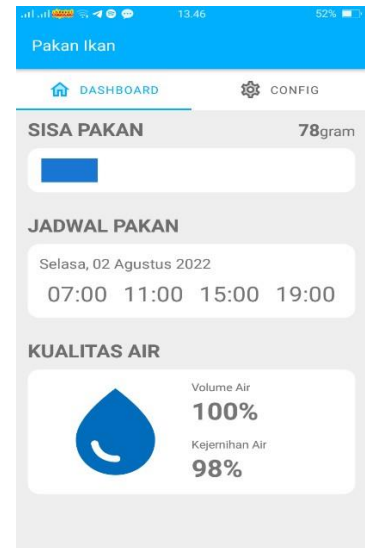 13.46
52%
Pakan Ikan
DASHBOARD
CONFIG
SISA PAKAN
78gram
JADWAL PAKAN
Selasa, 02 Agustus 2022
07:00 11:00 15:00 19:00
KUALITAS AIR
Volume Air
100%
Kejernihan Air
98%